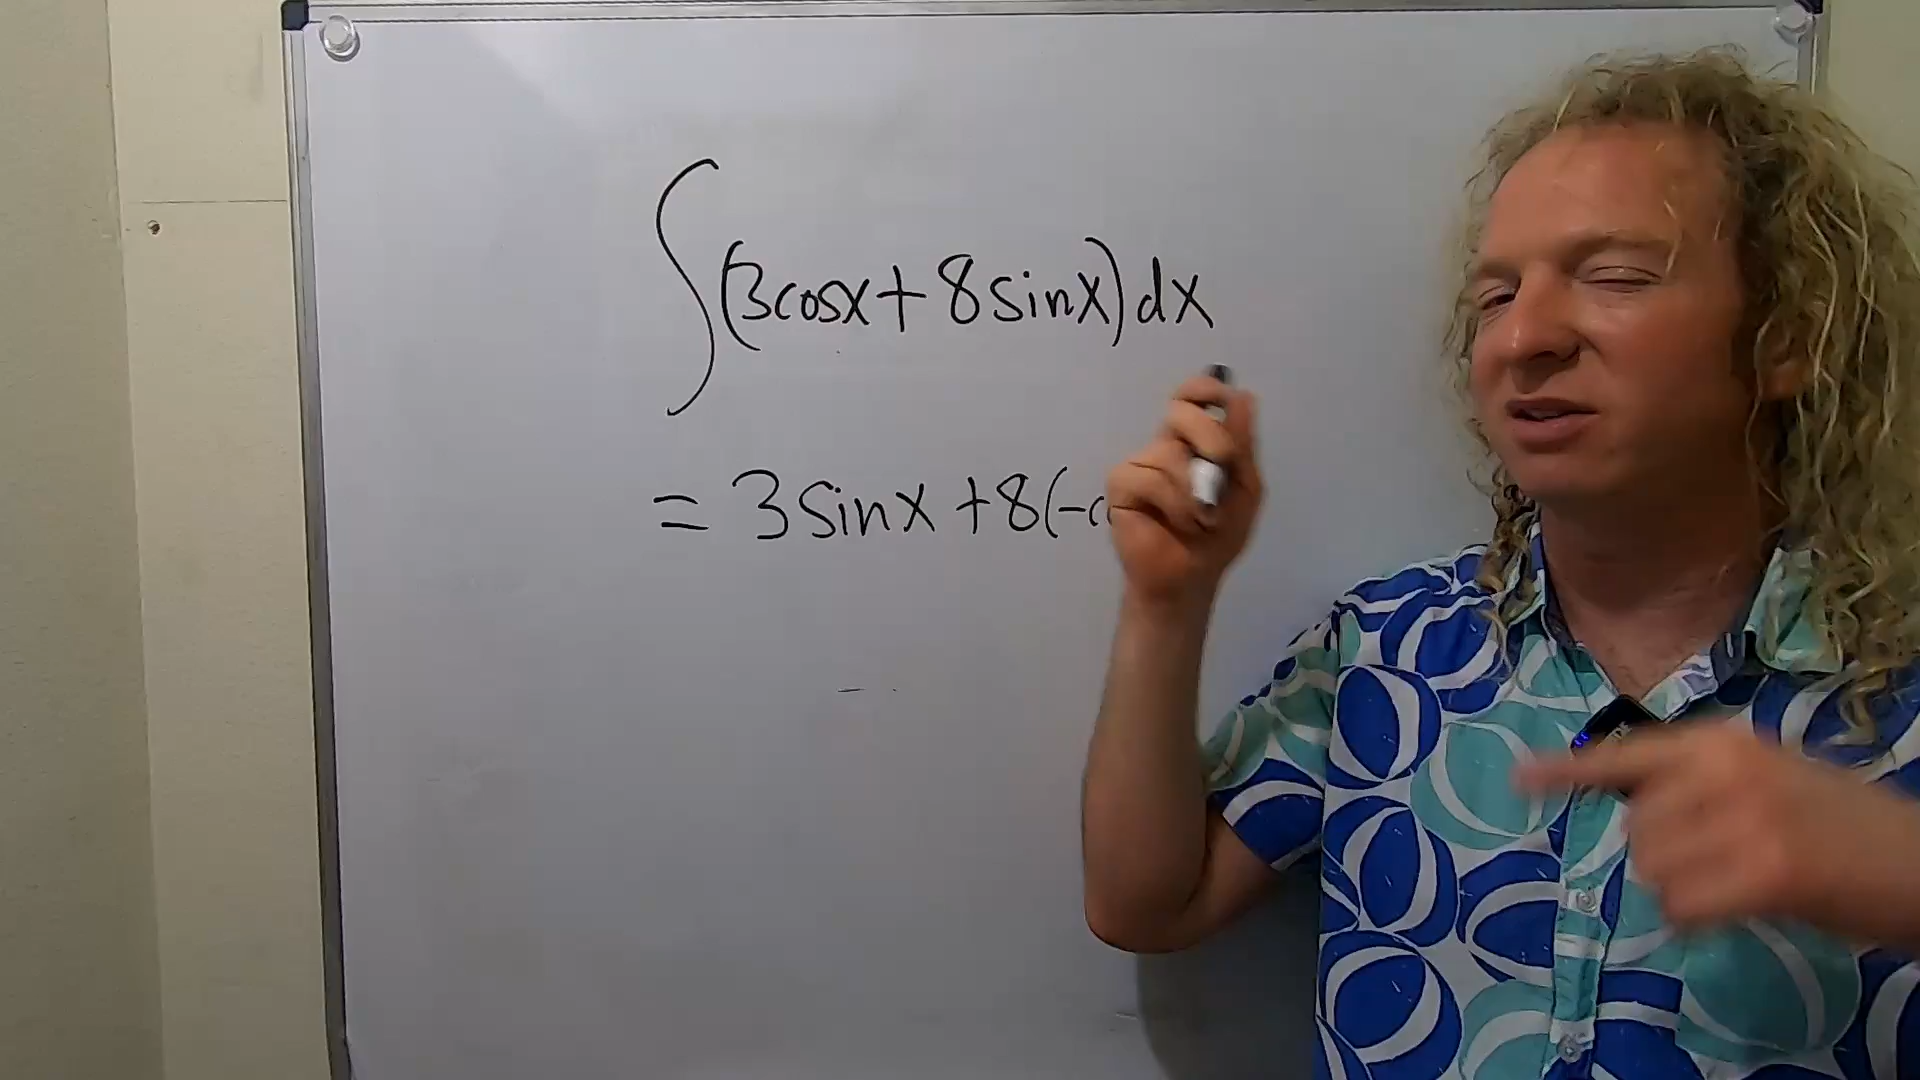 ∫(3cosx+8sinx)dx
= 3sinx +8(-c